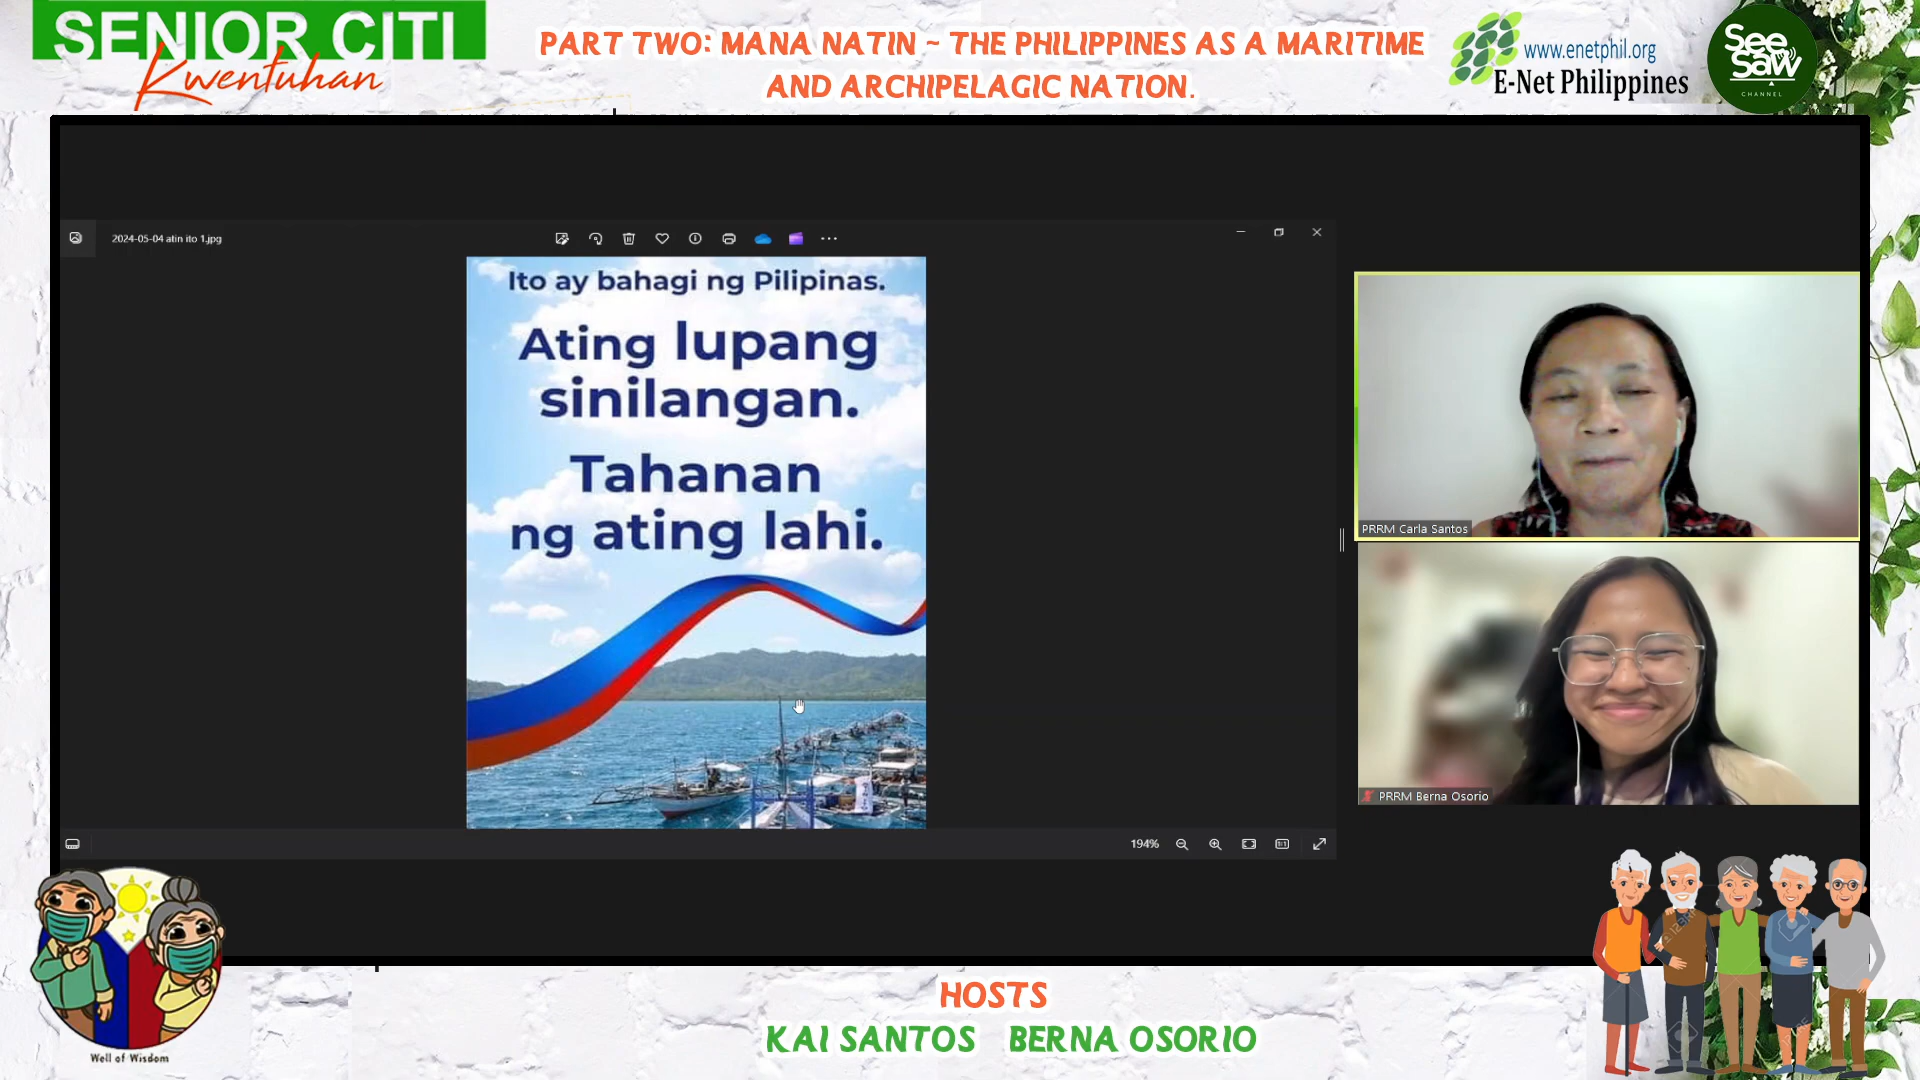 SENIOR CITI
Kwentuhan
PART TWO: MANA NATIN ~ THE PHILIPPINES AS A MARITIME
AND ARCHIPELAGIC NATION.
www.enetphil.org
E-Net Philippines
See
Saw
CHANNEL
2024-05-04 atin ito 1.jpg
Ito ay bahagi ng Pilipinas.
Ating lupang
sinilangan.
Tahanan
ng ating lahi.
PRRM Carla Santos
PRRM Berna Osorio
194%
Well of Wisdom
HOSTS
KAI SANTOS BERNA OSORIO